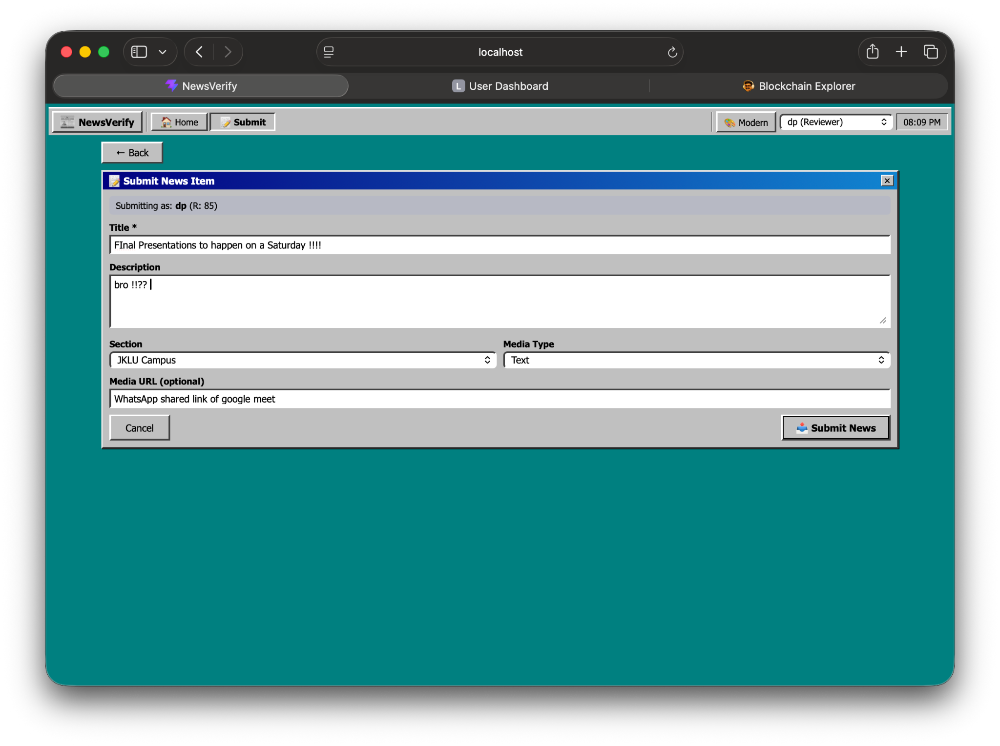 localhost
NewsVerify
L User Dashboard
Blockchain Explorer
NewsVerify
Home
Submit
Modern
dp (Reviewer)
08:09 PM
← Back
Submit News Item
Submitting as: dp (R: 85)
Title *
FInal Presentations to happen on a Saturday !!!!
Description
bro !!??
Section
Media Type
JKLU Campus
Text
Media URL (optional)
WhatsApp shared link of google meet
Cancel
Submit News